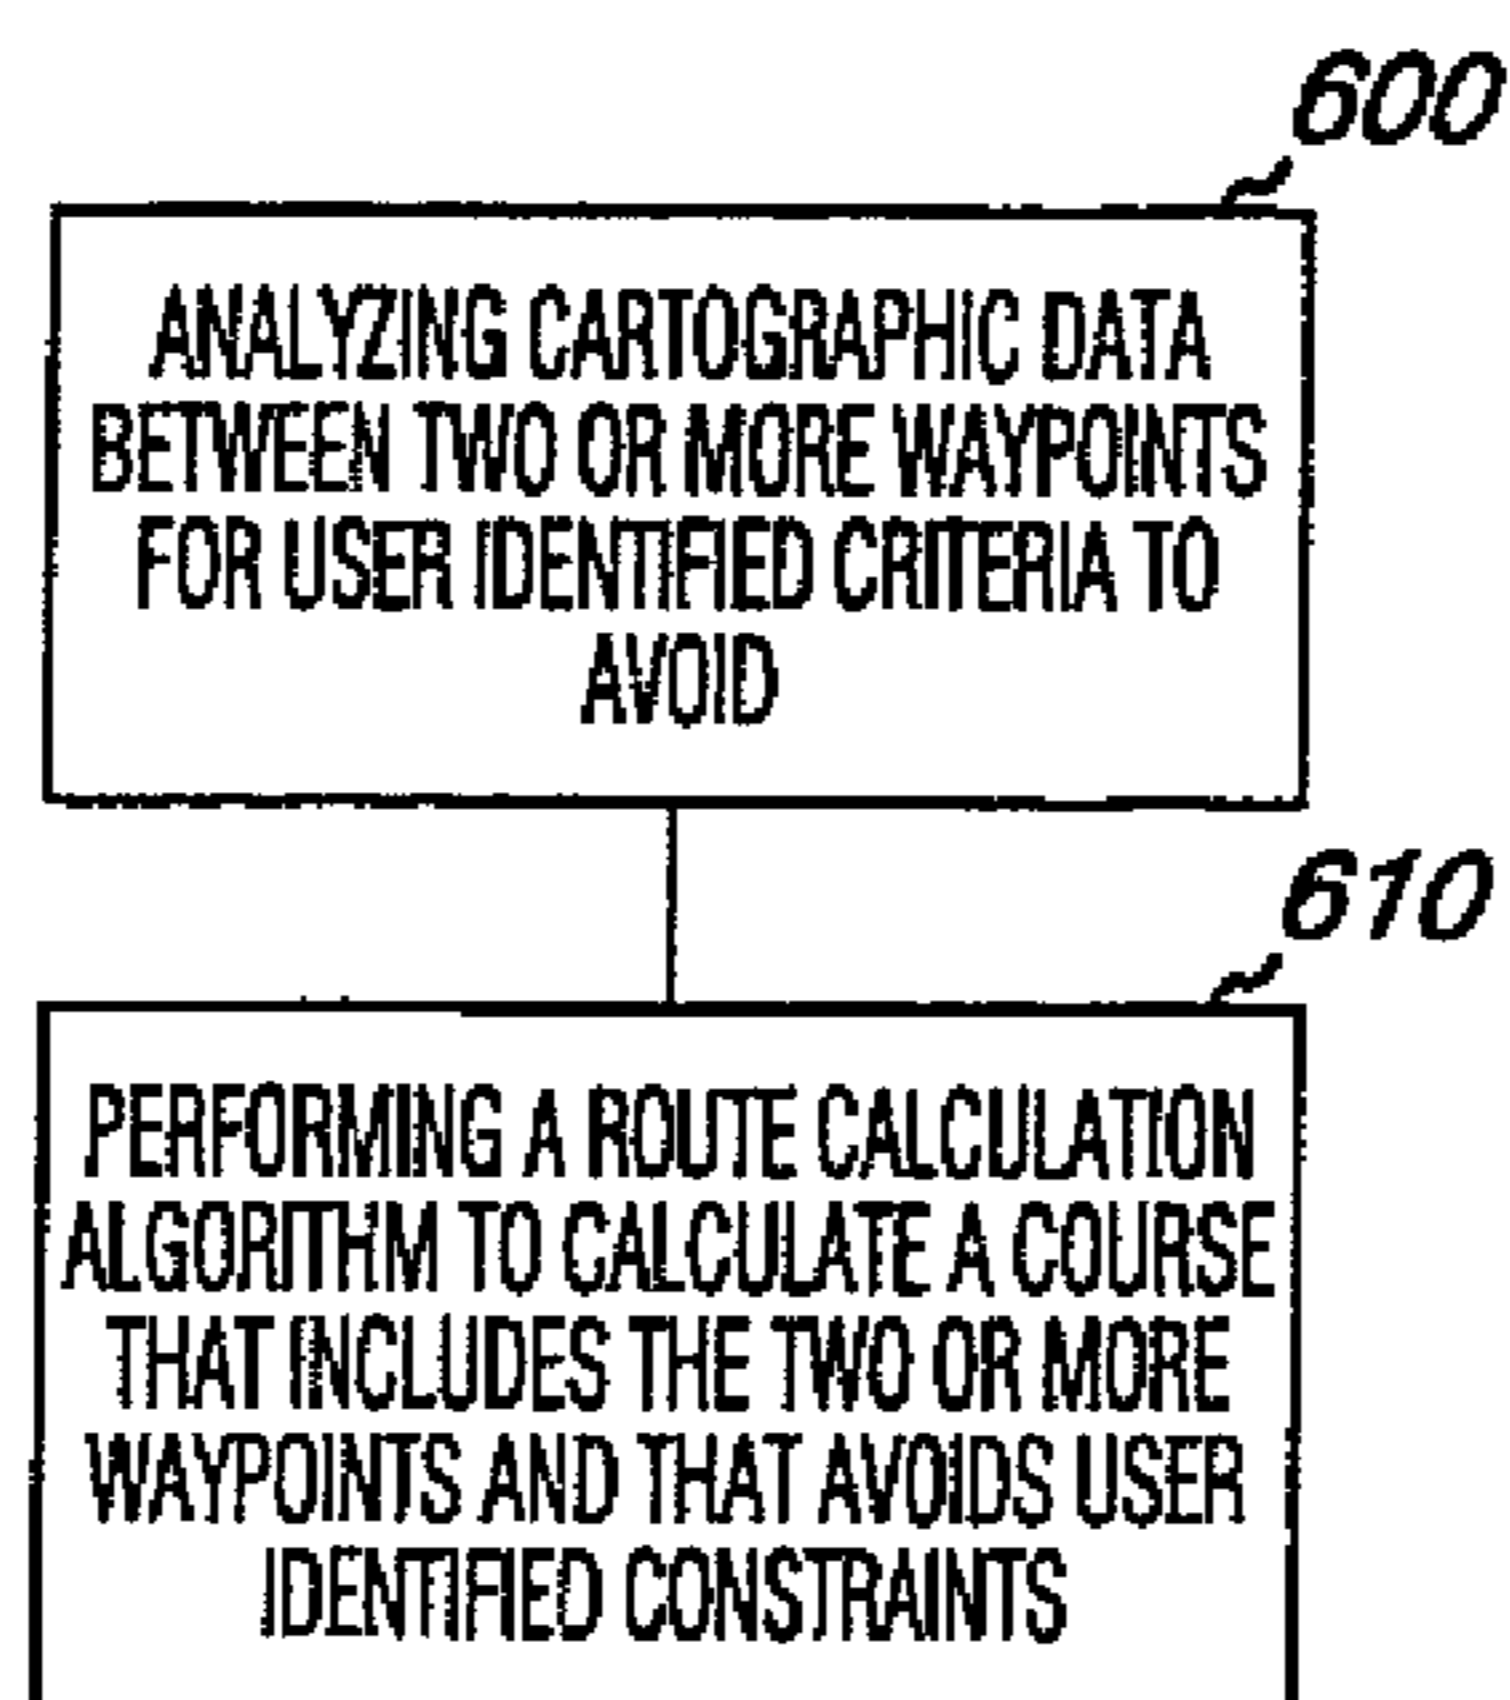 600
ANALYZING CARTOGRAPHIC DATA
BETWEEN TWO OR MORE WAYPOINTS
FOR USER IDENTIFIED CRITERIA TO
AVOID
610
PERFORMING A ROUTE CALCULATION
ALGORITHM TO CALCULATE A COURSE
THAT INCLUDES THE TWO OR MORE
WAYPOINTS AND THAT AVOIDS USER
IDENTIFIED CONSTRAINTS